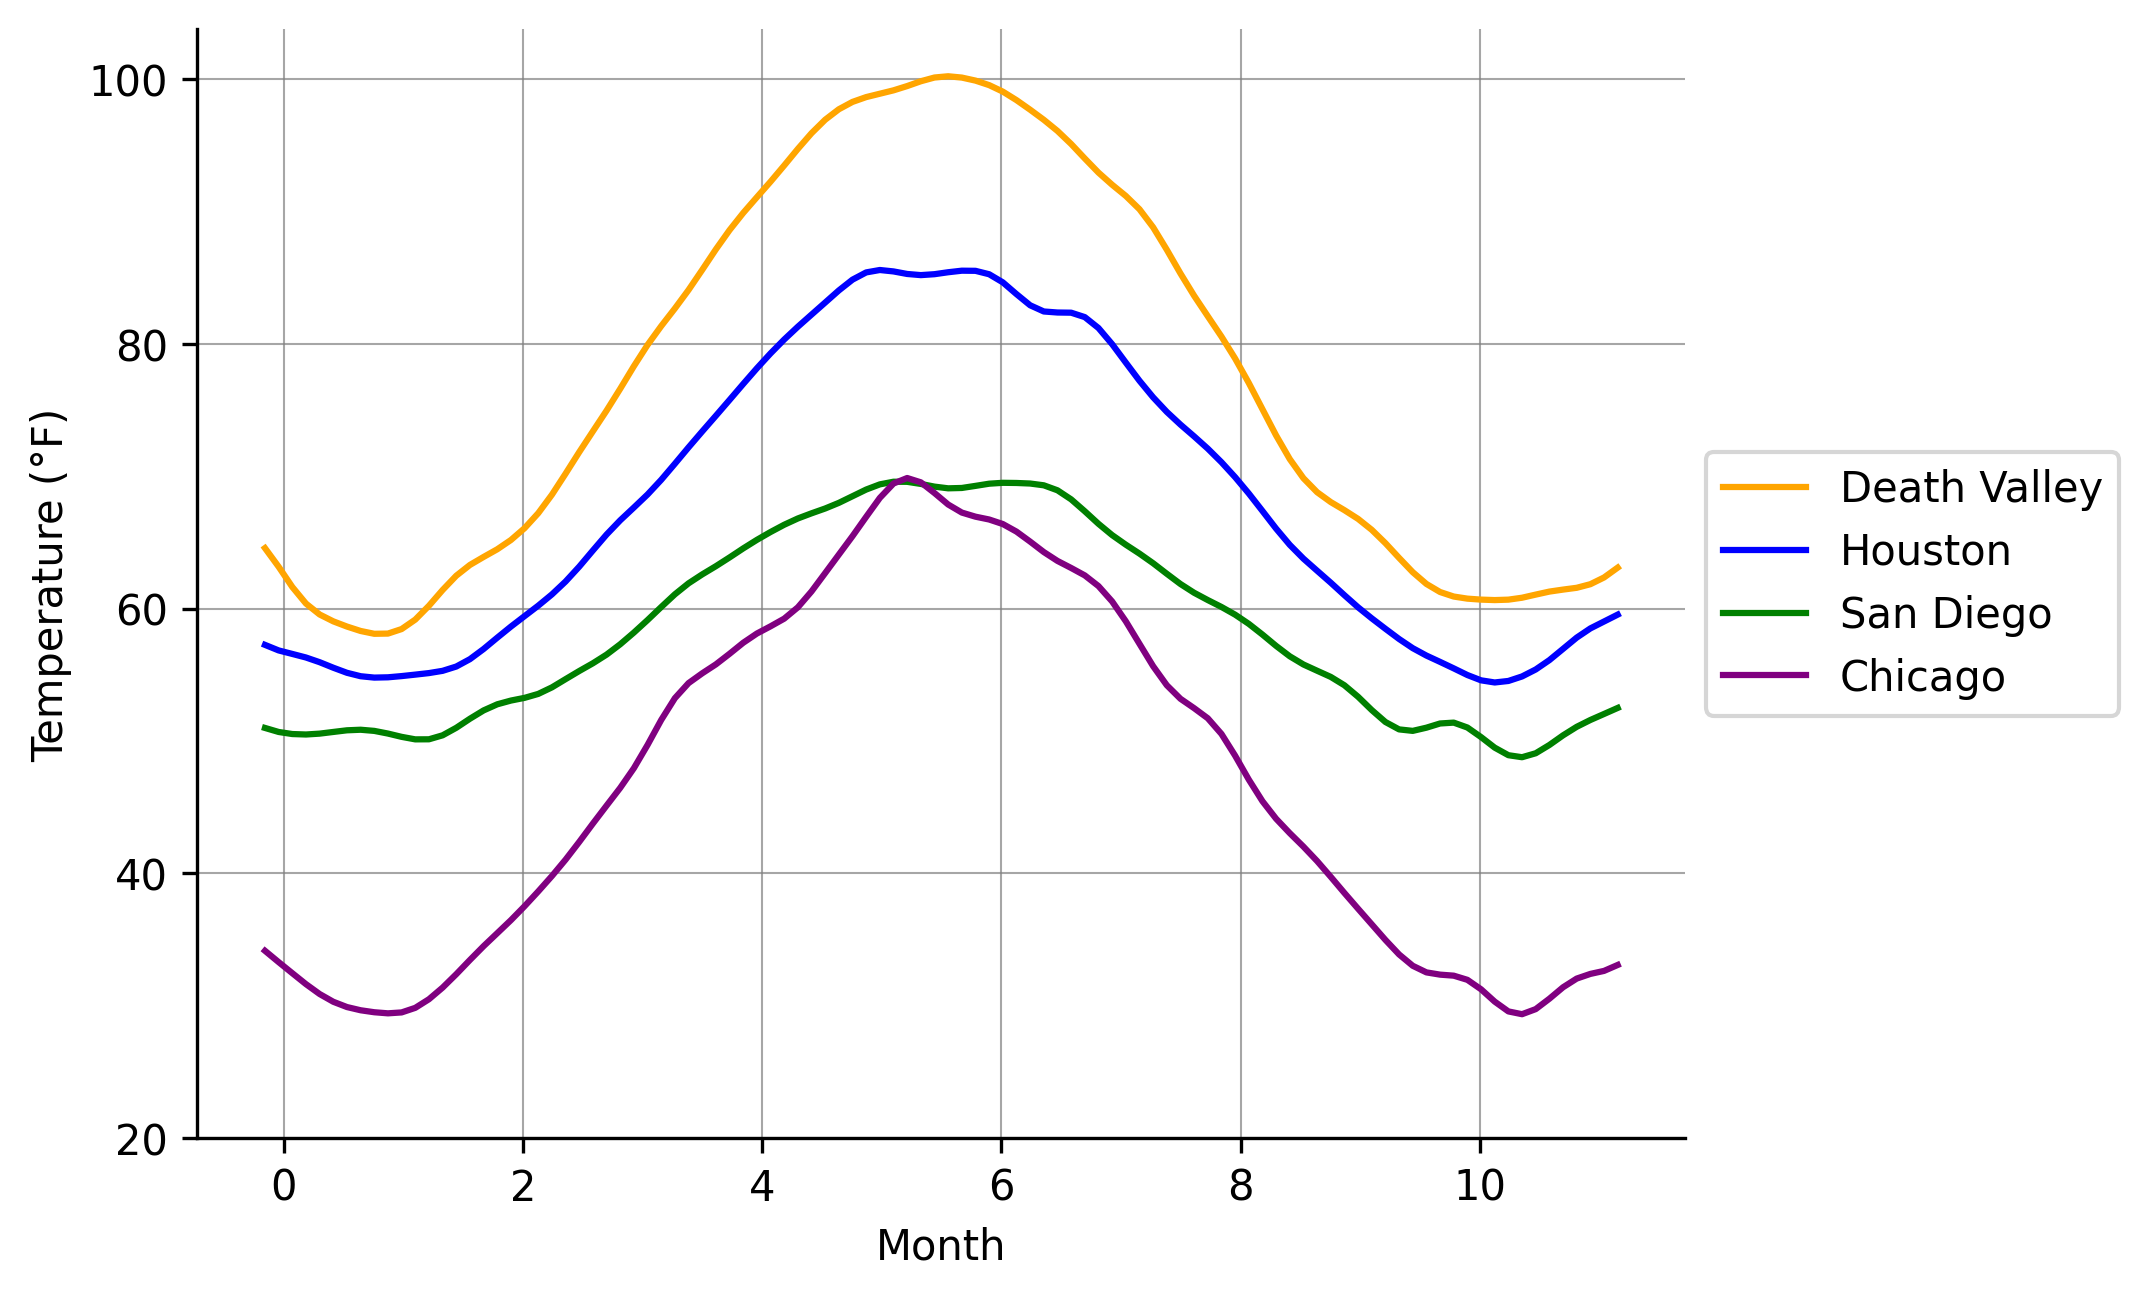 100
80
60
40
20
0 2 4 6 8 10
Temperature (°F)
Month
Death Valley
Houston
San Diego
Chicago